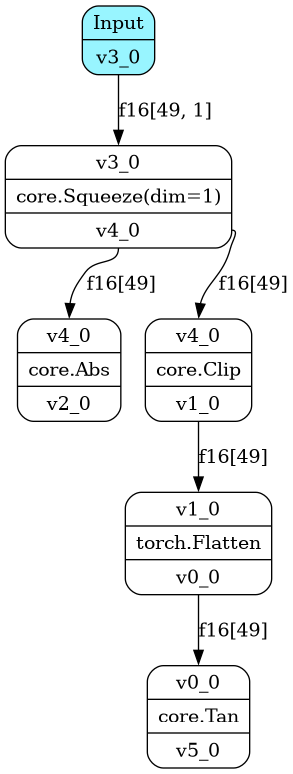 Input
v3_0
f16[49, 1]
v3_0
core.Squeeze(dim=1)
v4_0
f16[49]
f16[49]
v4_0
core.Abs
v2_0
v4_0
core.Clip
v1_0
f16[49]
v1_0
torch.Flatten
v0_0
f16[49]
v0_0
core.Tan
v5_0